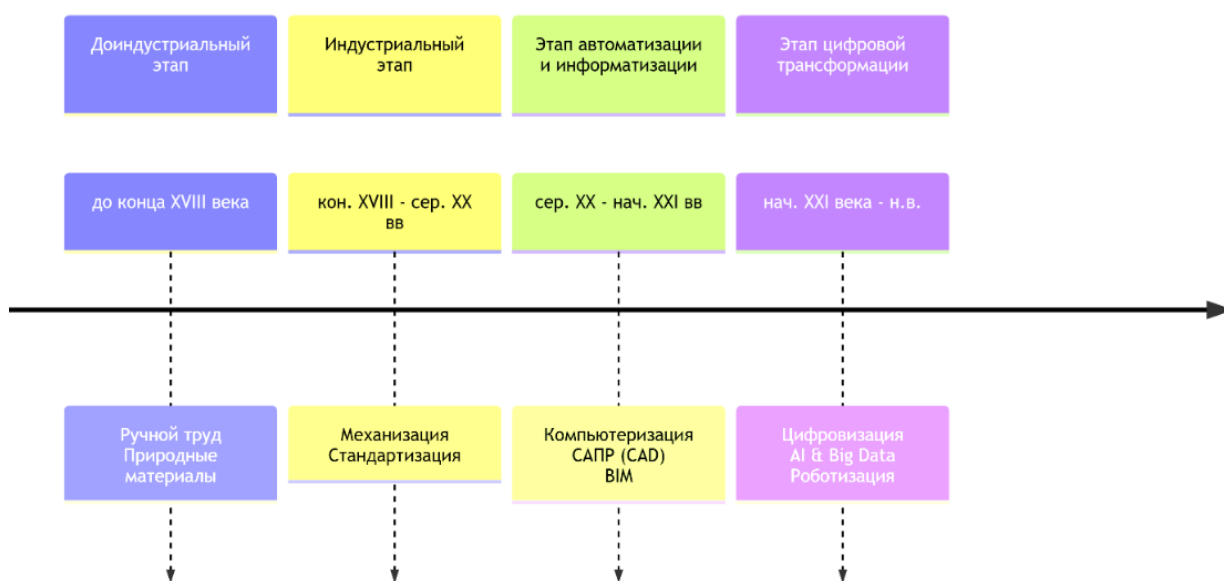 Доиндустриальный
этап
Индустриальный
этап
Этап автоматизации
и информатизации
Этап цифровой
трансформации
до конца XVIII века
кон. XVIII - сер. XX
вв
сер. XX - нач. XXI вв
нач. XXI века - н.в.
Ручной труд
Природные
материалы
Механизация
Стандартизация
Компьютеризация
САПР (CAD)
BIM
Цифровизация
AI & Big Data
Роботизация